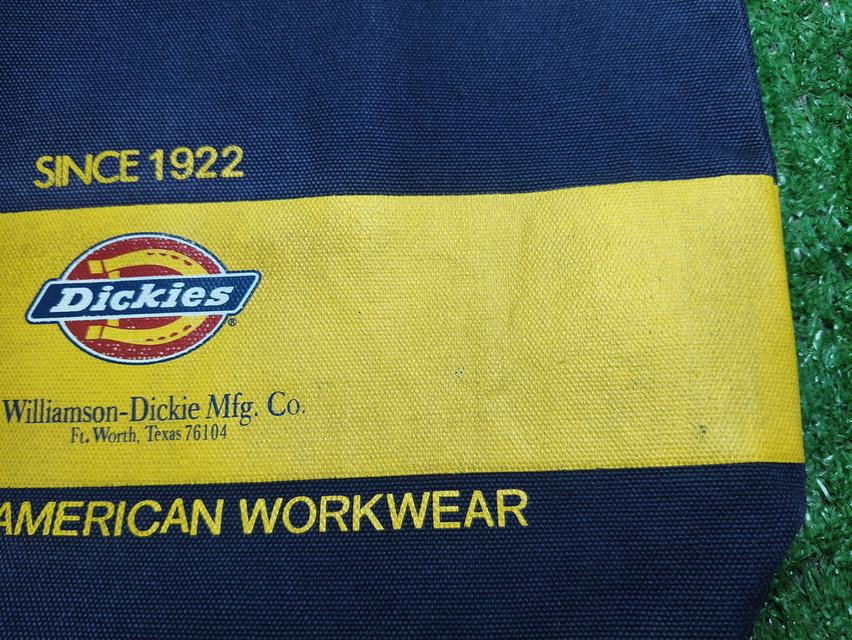 SINCE 1922
Dickies®
Williamson-Dickie Mfg. Co.
Ft. Worth, Texas 76104
AMERICAN WORKWEAR